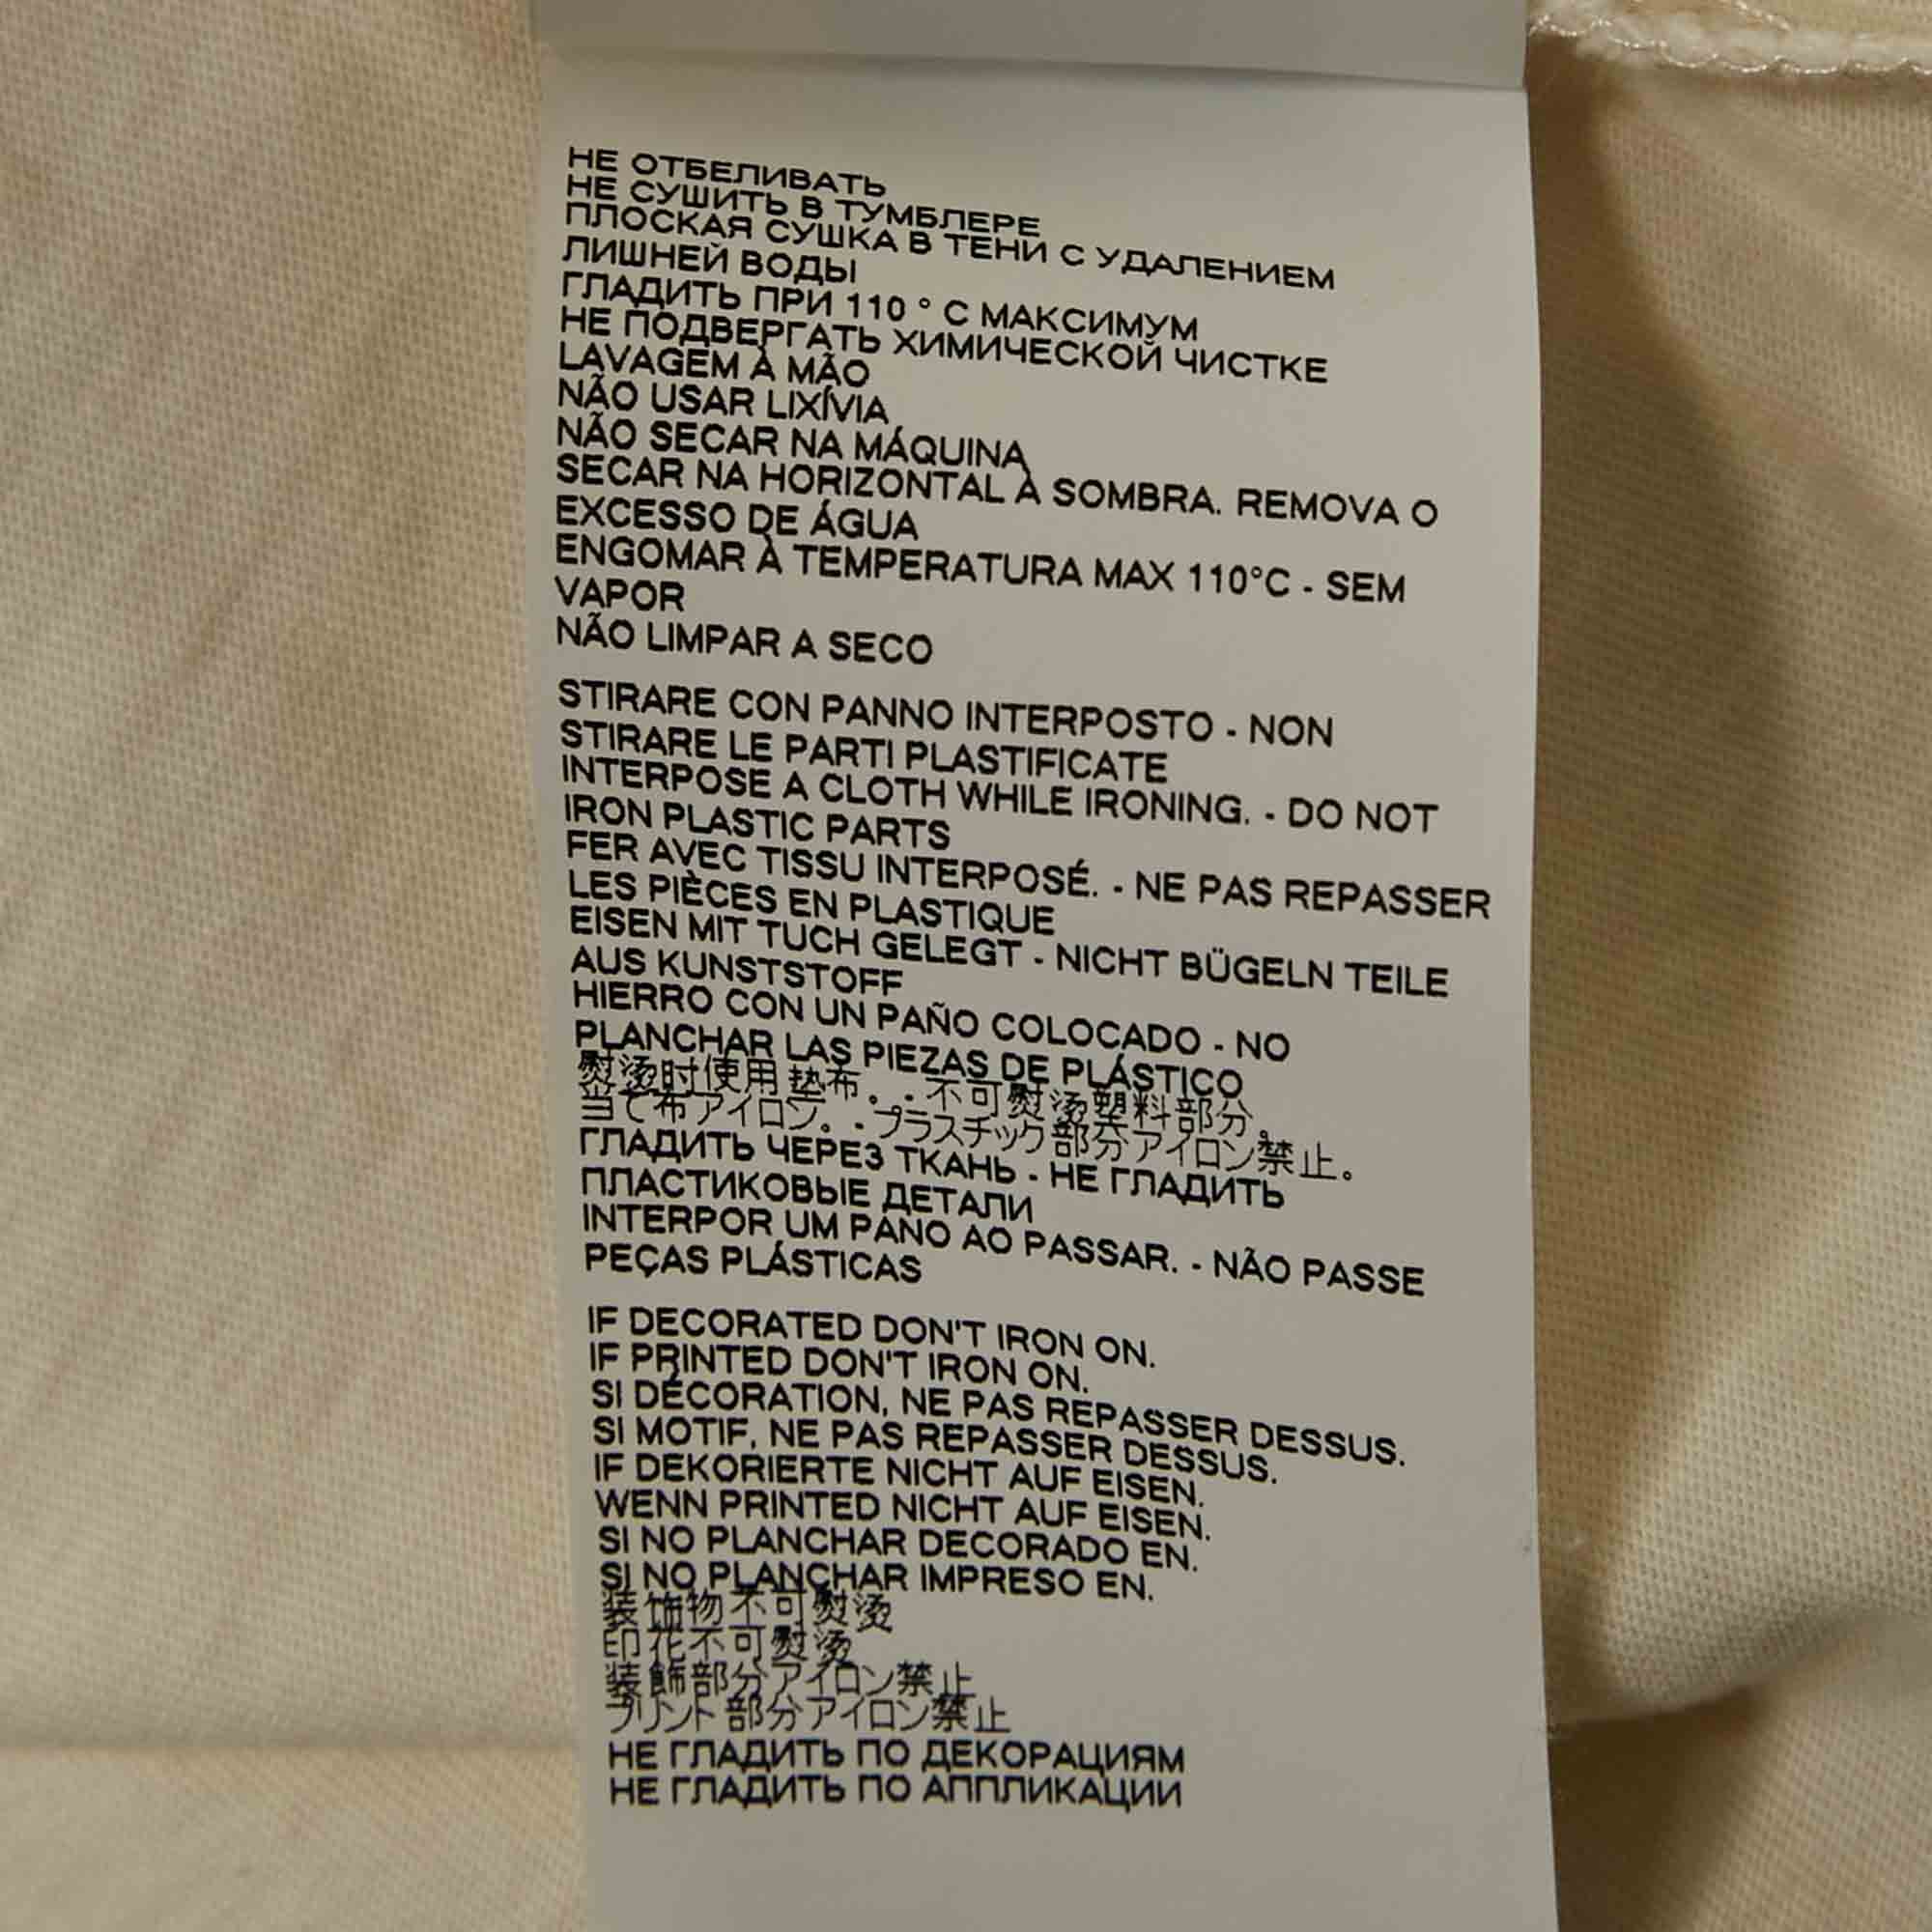 НЕ ОТБЕЛИВАТЬ
НЕ СУШИТЬ В ТУМБЛЕРЕ
ПЛОСКАЯ СУШКА В ТЕНИ С УДАЛЕНИЕМ
ЛИШНЕЙ ВОДЫ
ГЛАДИТЬ ПРИ 110 ° С МАКСИМУМ
НЕ ПОДВЕРГАТЬ ХИМИЧЕСКОЙ ЧИСТКЕ
LAVAGEM À MÃO
NÃO USAR LIXÍVIA
NÃO SECAR NA MÁQUINA
SECAR NA HORIZONTAL À SOMBRA. REMOVA O
EXCESSO DE ÁGUA
ENGOMAR À TEMPERATURA MAX 110°C - SEM
VAPOR
NÃO LIMPAR A SECO
STIRARE CON PANNO INTERPOSTO - NON
STIRARE LE PARTI PLASTIFICATE
INTERPOSE A CLOTH WHILE IRONING. - DO NOT
IRON PLASTIC PARTS
FER AVEC TISSU INTERPOSÉ. - NE PAS REPASSER
LES PIÈCES EN PLASTIQUE
EISEN MIT TUCH GELEGT - NICHT BÜGELN TEILE
AUS KUNSTSTOFF
HIERRO CON UN PAÑO COLOCADO - NO
PLANCHAR LAS PIEZAS DE PLÁSTICO
熨烫时使用垫布。. 不可熨烫塑料部分。
当て布アイロン。- プラスチック部分アイロン禁止。
ГЛАДИТЬ ЧЕРЕЗ ТКАНЬ - НЕ ГЛАДИТЬ
ПЛАСТИКОВЫЕ ДЕТАЛИ
INTERPOR UM PANO AO PASSAR. - NÃO PASSE
PEÇAS PLÁSTICAS
IF DECORATED DON'T IRON ON.
IF PRINTED DON'T IRON ON.
SI DÉCORATION, NE PAS REPASSER DESSUS.
SI MOTIF, NE PAS REPASSER DESSUS.
IF DEKORIERTE NICHT AUF EISEN.
WENN PRINTED NICHT AUF EISEN.
SI NO PLANCHAR DECORADO EN.
SI NO PLANCHAR IMPRESO EN.
装饰物不可熨烫
印花不可熨烫
装飾部分アイロン禁止
プリント部分アイロン禁止
НЕ ГЛАДИТЬ ПО ДЕКОРАЦИЯМ
НЕ ГЛАДИТЬ ПО АППЛИКАЦИИ